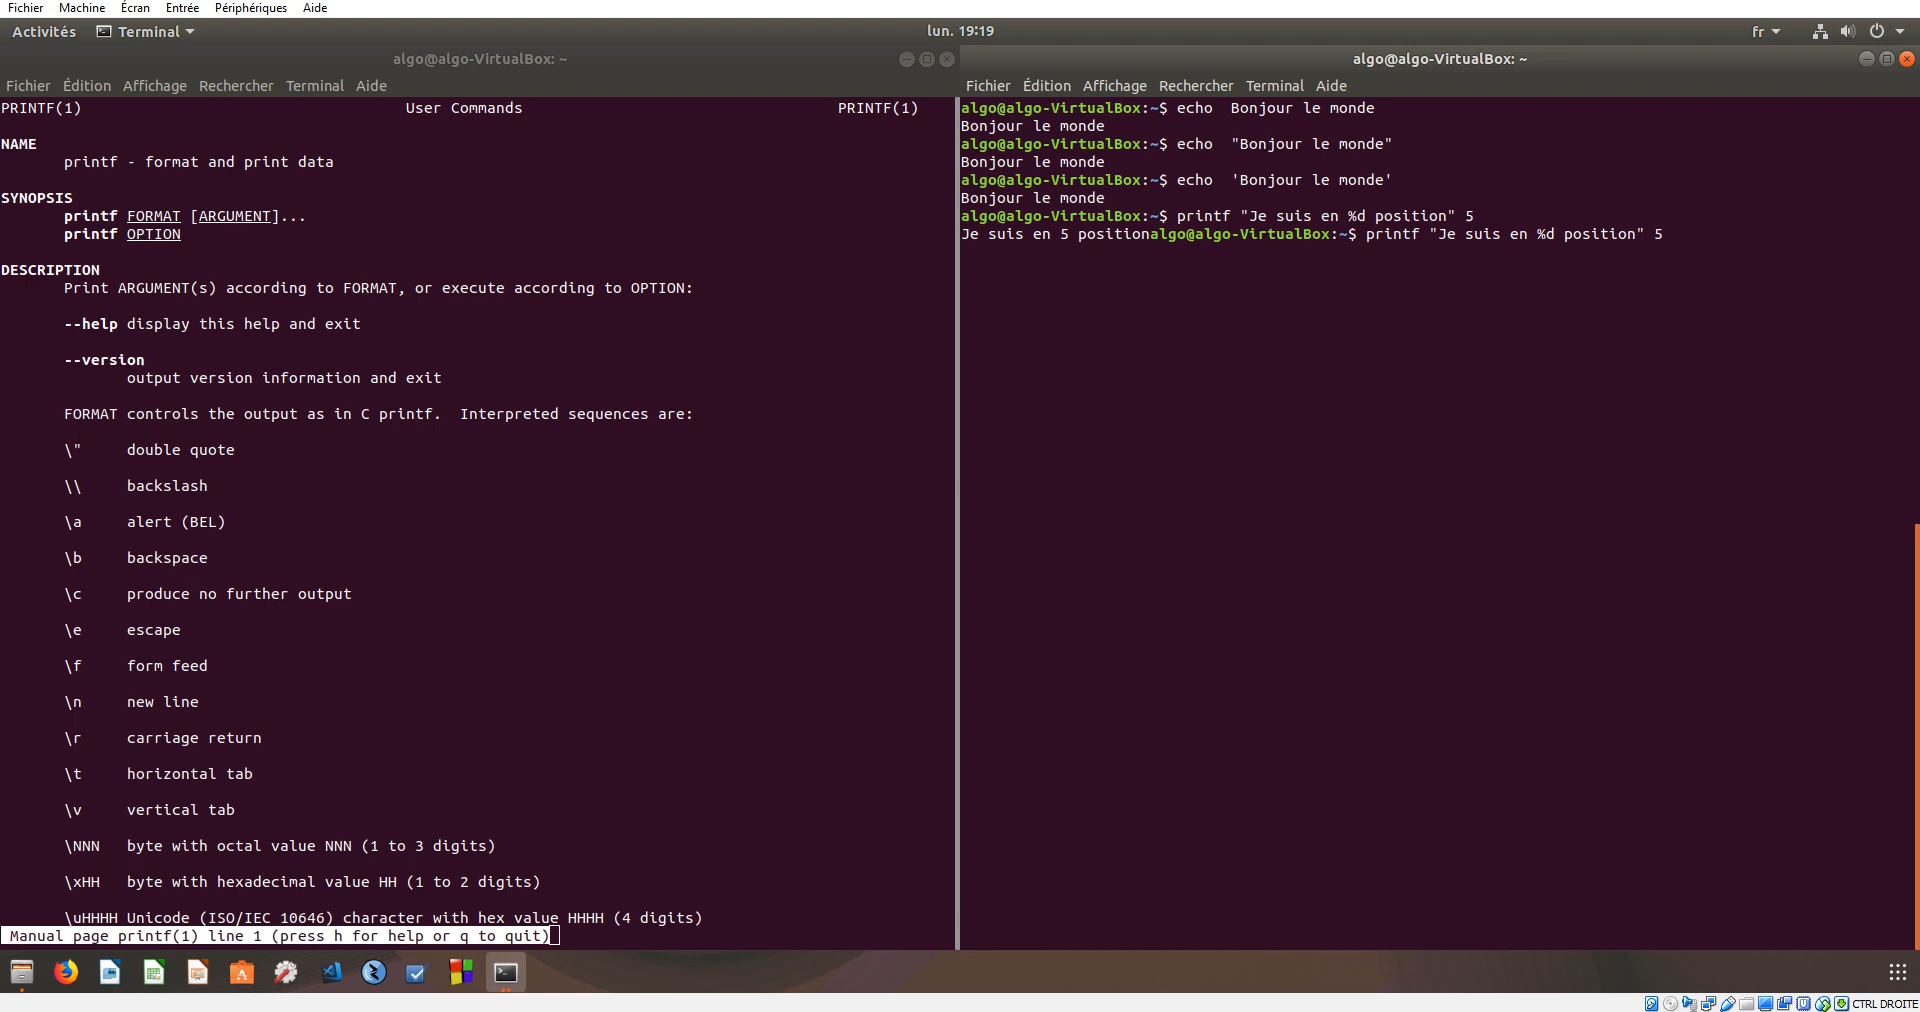 Fichier Machine Écran Entrée Périphériques Aide
Activités Terminal lun. 19:19 fr
algo@algo-VirtualBox: ~
Fichier Édition Affichage Rechercher Terminal Aide
PRINTF(1) User Commands PRINTF(1)
NAME
printf - format and print data
SYNOPSIS
printf FORMAT [ARGUMENT]...
printf OPTION
DESCRIPTION
Print ARGUMENT(s) according to FORMAT, or execute according to OPTION:
--help display this help and exit
--version
output version information and exit
FORMAT controls the output as in C printf.  Interpreted sequences are:
\" double quote
\\ backslash
\a alert (BEL)
\b backspace
\c produce no further output
\e escape
\f form feed
\n new line
\r carriage return
\t horizontal tab
\v vertical tab
\NNN byte with octal value NNN (1 to 3 digits)
\xHH byte with hexadecimal value HH (1 to 2 digits)
\uHHHH Unicode (ISO/IEC 10646) character with hex value HHHH (4 digits)
Manual page printf(1) line 1 (press h for help or q to quit)
algo@algo-VirtualBox: ~
Fichier Édition Affichage Rechercher Terminal Aide
algo@algo-VirtualBox:~$ echo  Bonjour le monde
Bonjour le monde
algo@algo-VirtualBox:~$ echo  "Bonjour le monde"
Bonjour le monde
algo@algo-VirtualBox:~$ echo  'Bonjour le monde'
Bonjour le monde
algo@algo-VirtualBox:~$ printf "Je suis en %d position" 5
Je suis en 5 positionalgo@algo-VirtualBox:~$ printf "Je suis en %d position" 5
CTRL DROITE